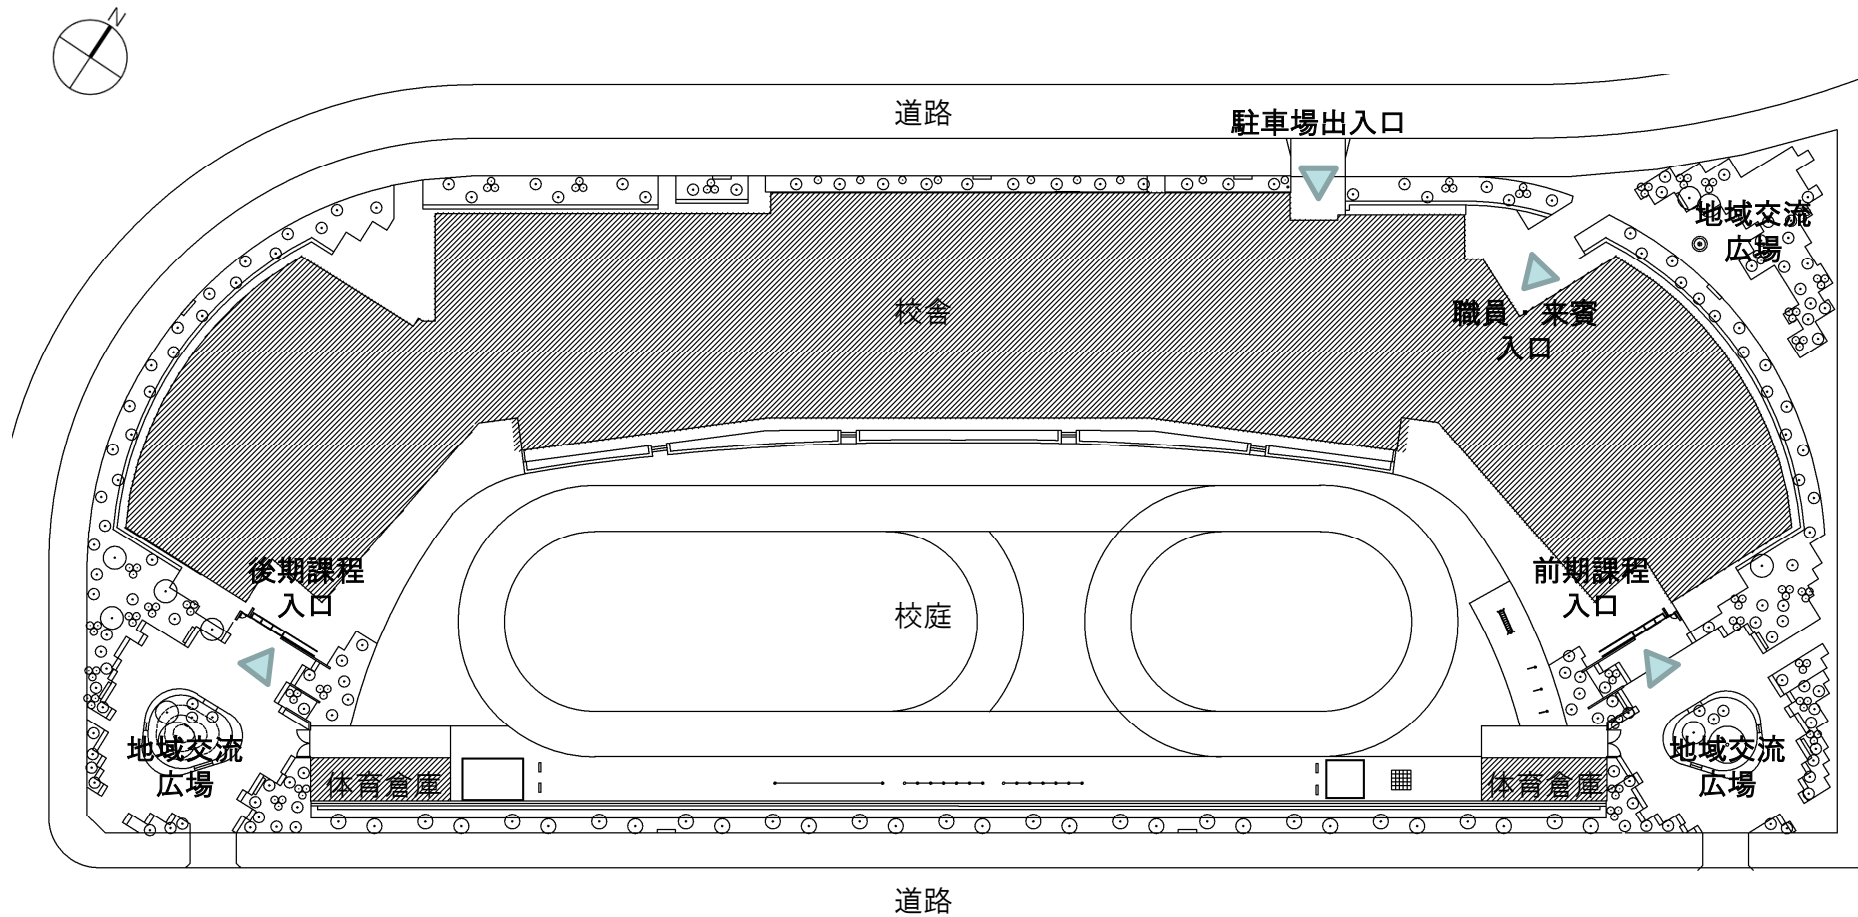 N
道路
駐車場出入口
地域交流
広場
校舎
職員・来賓
入口
後期課程
入口
前期課程
入口
校庭
地域交流
広場
体育倉庫
体育倉庫
地域交流
広場
道路